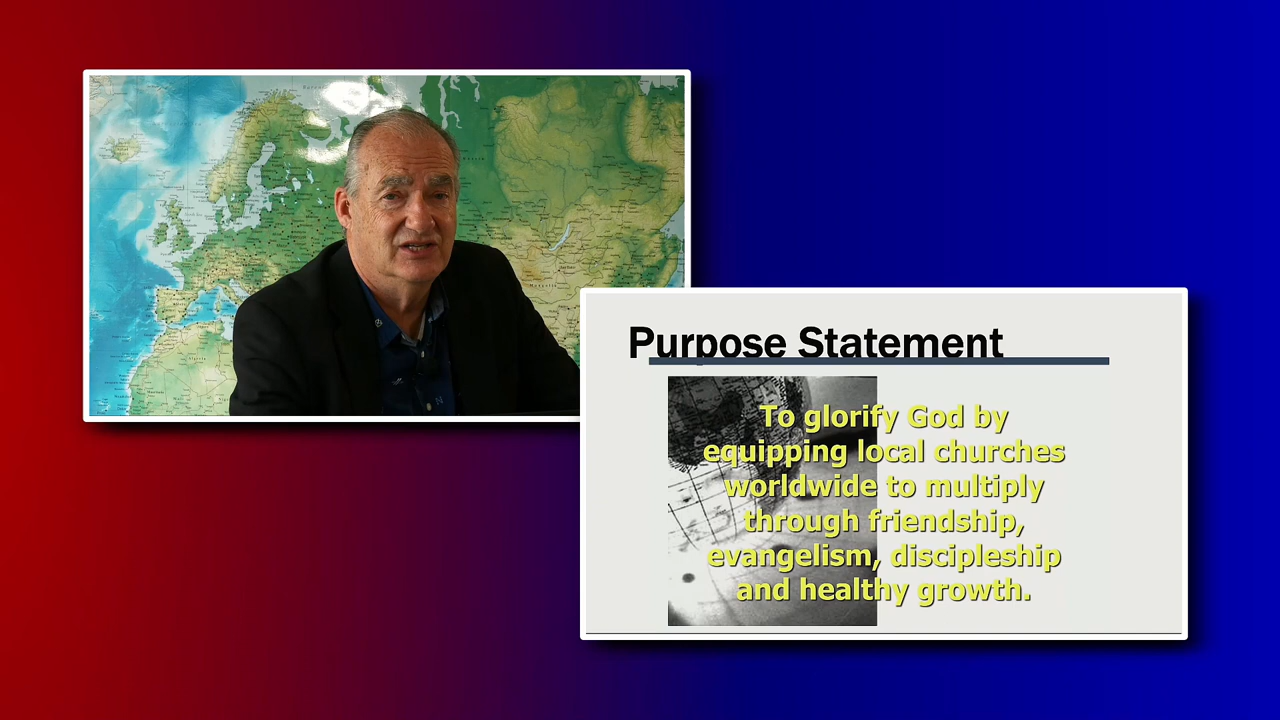 Purpose Statement
To glorify God by
equipping local churches
worldwide to multiply
through friendship,
evangelism, discipleship
and healthy growth.